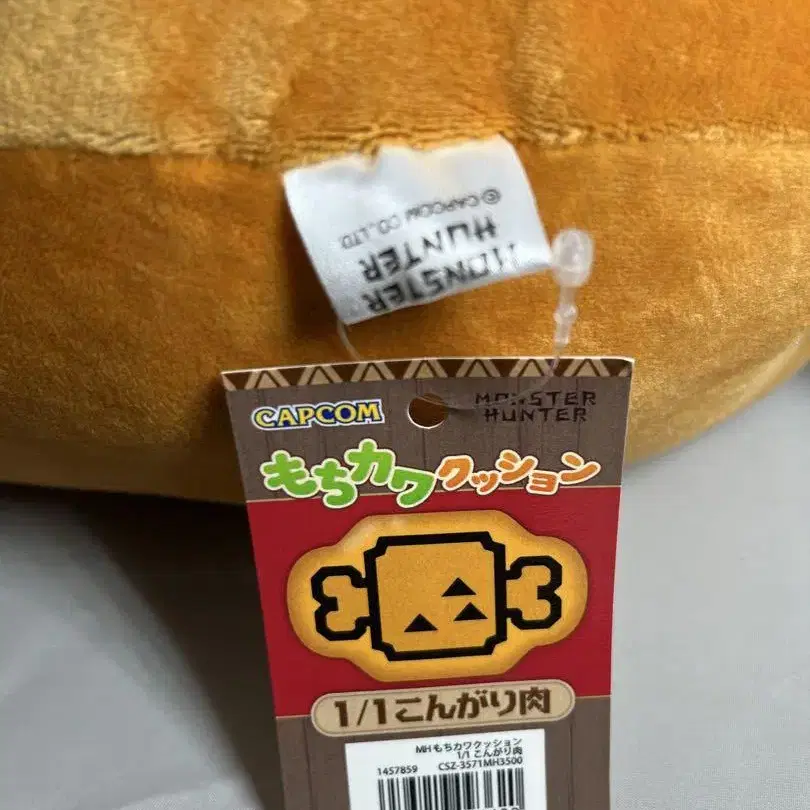 © CAPCOM CO., LTD
MONSTER
HUNTER
MONSTER
HUNTER
CAPCOM
MONSTER
HUNTER
もちカワクッション
1/1こんがり肉
MHもちカワクッション
1/1 こんがり肉
1457859
CSZ-3571MH3500